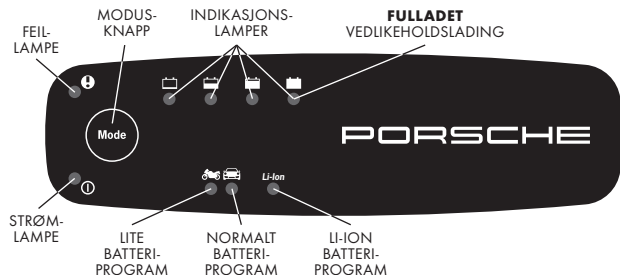 FEIL-
LAMPE
MODUS-
KNAPP
INDIKASJONS-
LAMPER
FULLADET
VEDLIKEHOLDSLADING
Mode
PORSCHE
Li-Ion
STRØM-
LAMPE
LITE
BATTERI-
PROGRAM
NORMALT
BATTERI-
PROGRAM
LI-ION
BATTERI-
PROGRAM